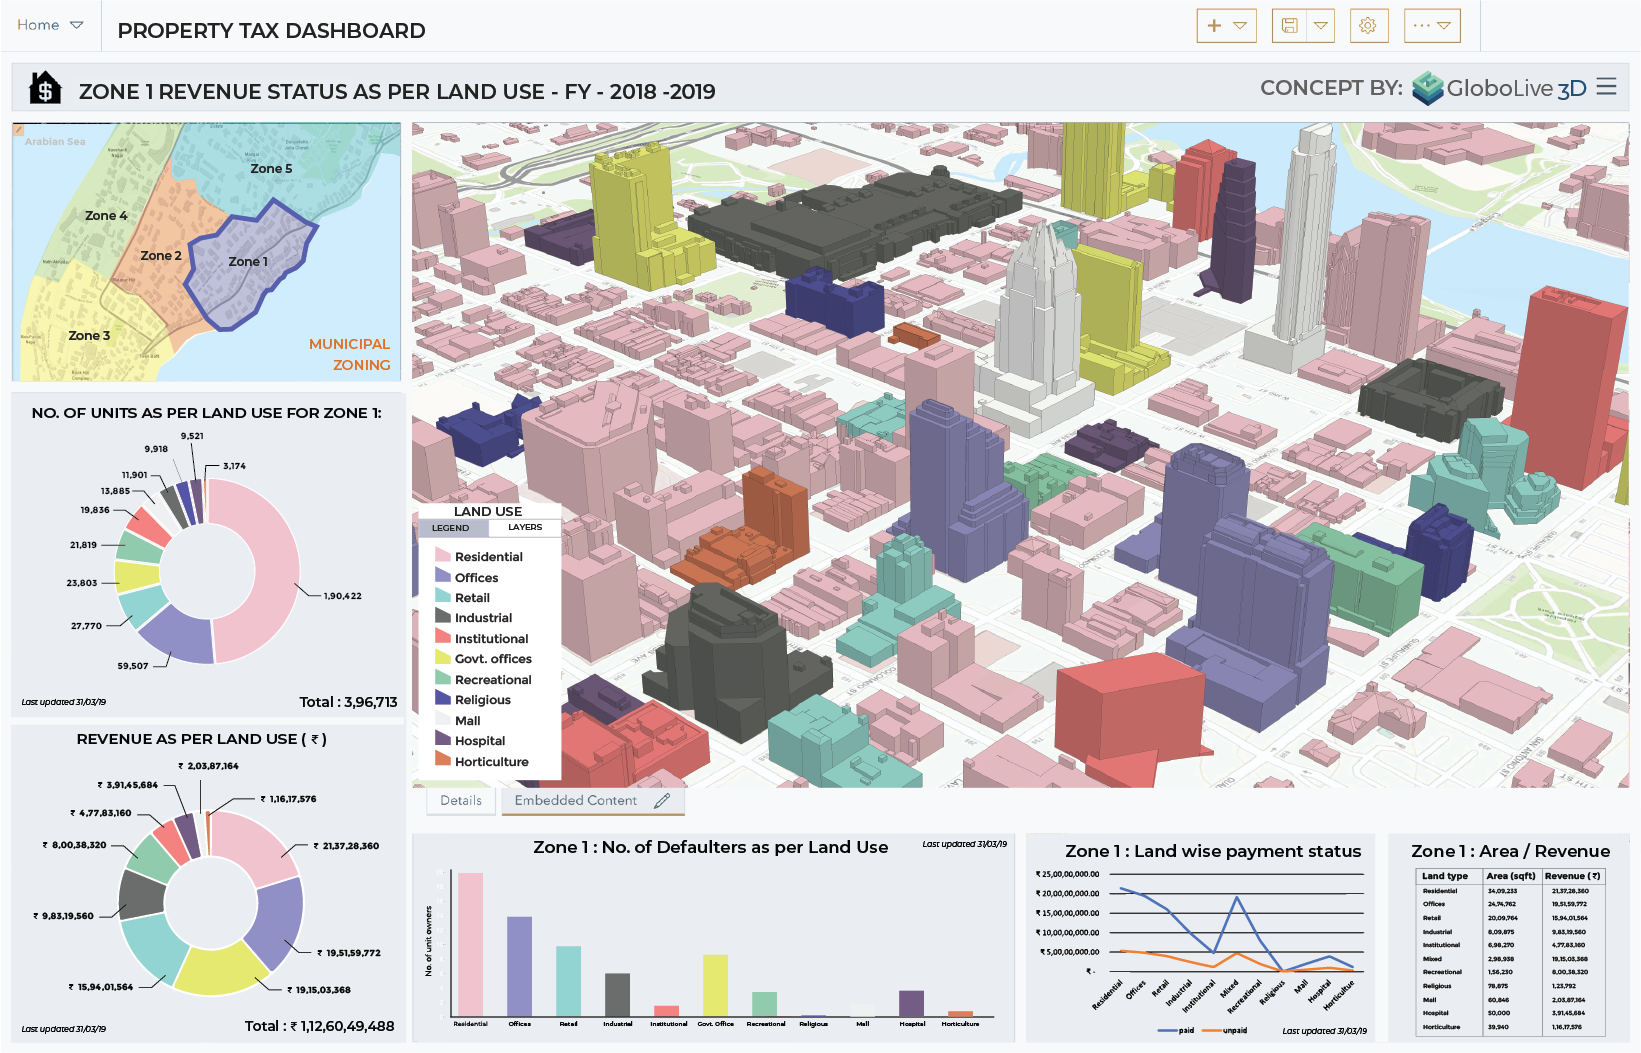 Home
PROPERTY TAX DASHBOARD
ZONE 1 REVENUE STATUS AS PER LAND USE - FY - 2018 -2019
CONCEPT BY: GloboLive 3D
Arabian Sea
Zone 5
Zone 4
Zone 2
Zone 1
Zone 3
MUNICIPAL
ZONING
NO. OF UNITS AS PER LAND USE FOR ZONE 1:
9,521
9,918
3,174
11,901
13,885
19,836
21,819
23,803
1,90,422
27,770
59,507
Last updated 31/03/19
Total : 3,96,713
REVENUE AS PER LAND USE ( ₹ )
₹ 2,03,87,164
₹ 3,91,45,684
₹ 1,16,17,576
₹ 4,77,83,160
₹ 8,00,38,320
₹ 21,37,28,360
₹ 9,83,19,560
₹ 19,51,59,772
₹ 15,94,01,564
₹ 19,15,03,368
Last updated 31/03/19
Total : ₹ 1,12,60,49,488
LAND USE
LEGEND
LAYERS
Residential
Offices
Retail
Industrial
Institutional
Govt. offices
Recreational
Religious
Mall
Hospital
Horticulture
Details
Embedded Content
Zone 1 : No. of Defaulters as per Land Use
Last updated 31/03/19
No. of unit owners
Residential
Offices
Retail
Industrial
Institutional
Govt. Office
Recreational
Religious
Mall
Hospital
Horticulture
Zone 1 : Land wise payment status
₹ 25,00,00,000.00
₹ 20,00,00,000.00
₹ 15,00,00,000.00
₹ 10,00,00,000.00
₹ 5,00,00,000.00
₹ -
Residential
Offices
Retail
Industrial
Institutional
Mixed
Recreational
Religious
Mall
Hospital
Horticultue
paid
unpaid
Last updated 31/03/19
Zone 1 : Area / Revenue
Land type Area (sqft) Revenue (₹)
Residential 34,09,233 21,37,28,360
Offices 24,74,762 19,51,59,772
Retail 20,09,764 15,94,01,564
Industrial 8,09,875 9,83,19,560
Institutional 6,98,270 4,77,83,160
Mixed 2,98,938 19,15,03,368
Recreational 1,56,230 8,00,38,320
Religious 78,875 1,23,792
Mall 60,846 2,03,87,164
Hospital 50,000 3,91,45,684
Horticulture 39,940 1,16,17,576